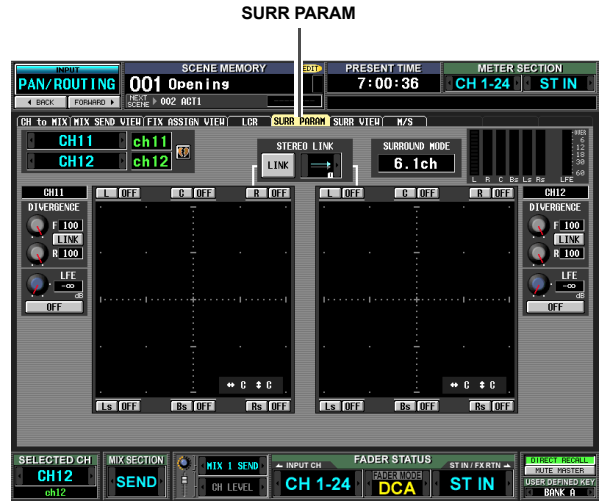 SURR PARAM
INPUT SCENE MEMORY EDIT PRESENT TIME METER SECTION
PAN/ROUTING 001 Opening 7:00:36 CH 1-24 ST IN
BACK FORWARD NEXT SCENE 002 ACT1
CH to MIX MIX SEND VIEW FIX ASSIGN VIEW LCR SURR PARAM SURR VIEW M/S
CH11 ch11 STEREO LINK SURROUND MODE OVER
CH12 ch12 LINK 6.1ch 6 12 18 30 60
L R C Bs Ls Rs LFE
CH11 L OFF C OFF R OFF L OFF C OFF R OFF CH12
DIVERGENCE DIVERGENCE
F 100 F 100
LINK LINK
R 100 R 100
LFE LFE
-∞ -∞
dB dB
OFF OFF
↔ C ↕ C ↔ C ↕ C
Ls OFF Bs OFF Rs OFF Ls OFF Bs OFF Rs OFF
SELECTED CH MIX SECTION MIX 1 SEND INPUT CH FADER STATUS ST IN / FX RTN DIRECT RECALL
MUTE MASTER
CH12 SEND CH LEVEL CH 1-24 FADER MODE DCA ST IN USER DEFINED KEY
ch12 BANK A